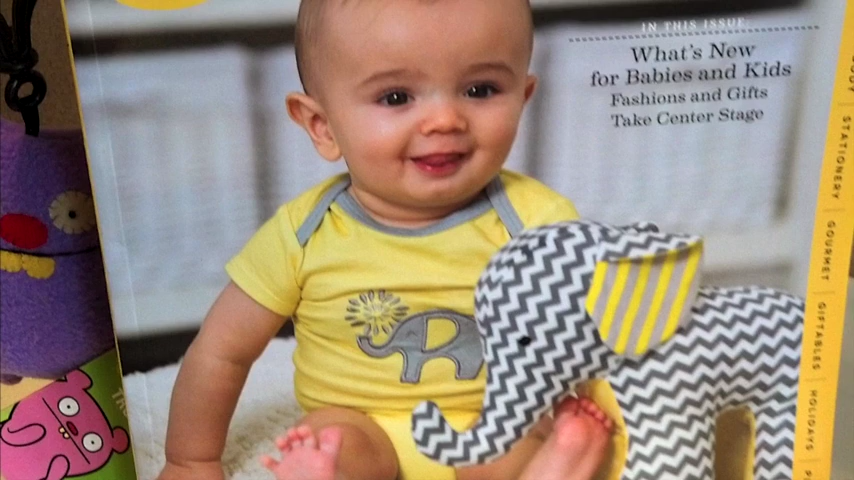 IN THIS ISSUE:
What's New
for Babies and Kids
Fashions and Gifts
Take Center Stage
STATIONERY
GOURMET
GIFTABLES
HOLIDAYS